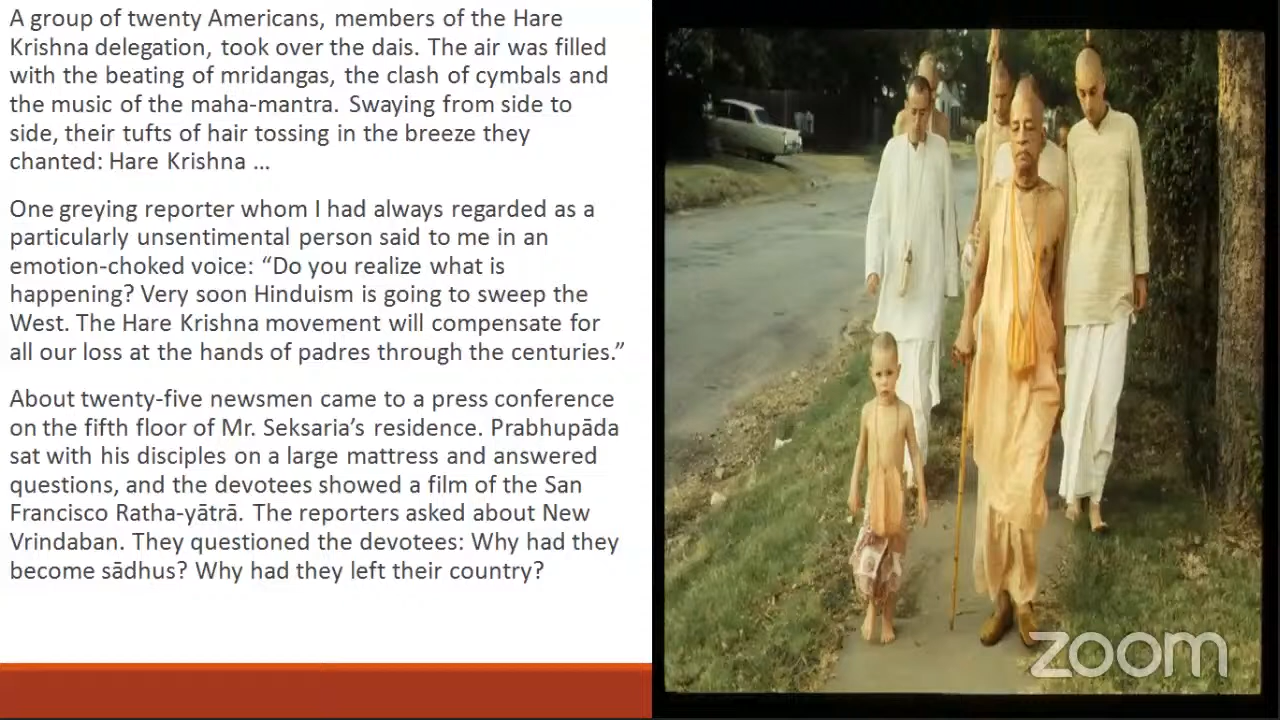 A group of twenty Americans, members of the Hare
Krishna delegation, took over the dais. The air was filled
with the beating of mridangas, the clash of cymbals and
the music of the maha-mantra. Swaying from side to
side, their tufts of hair tossing in the breeze they
chanted: Hare Krishna ...
One greying reporter whom I had always regarded as a
particularly unsentimental person said to me in an
emotion-choked voice: “Do you realize what is
happening? Very soon Hinduism is going to sweep the
West. The Hare Krishna movement will compensate for
all our loss at the hands of padres through the centuries.”
About twenty-five newsmen came to a press conference
on the fifth floor of Mr. Seksaria’s residence. Prabhupāda
sat with his disciples on a large mattress and answered
questions, and the devotees showed a film of the San
Francisco Ratha-yātrā. The reporters asked about New
Vrindaban. They questioned the devotees: Why had they
become sādhus? Why had they left their country?
zoom